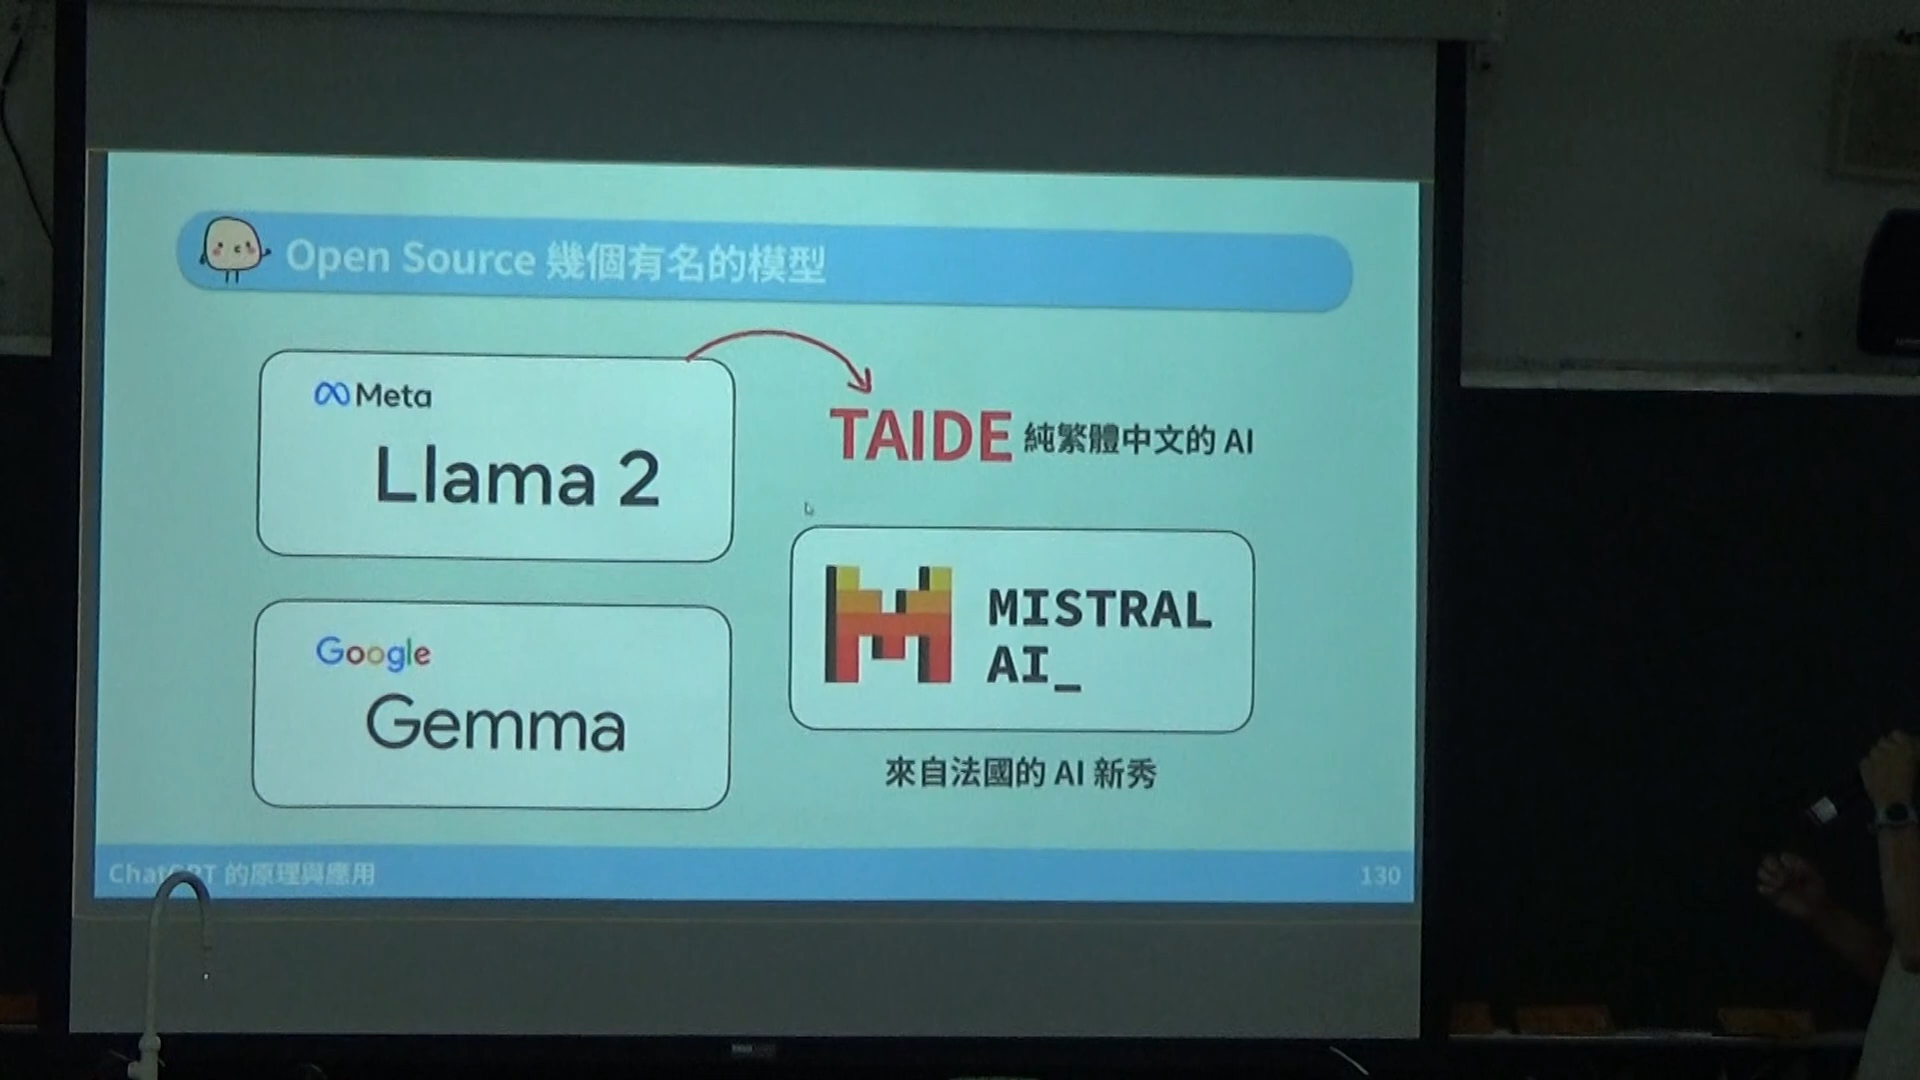 Open Source 幾個有名的模型
Meta
Llama 2
TAIDE 純繁體中文的 AI
Google
Gemma
MISTRAL
AI_
來自法國的 AI 新秀
ChatGPT 的原理與應用
130